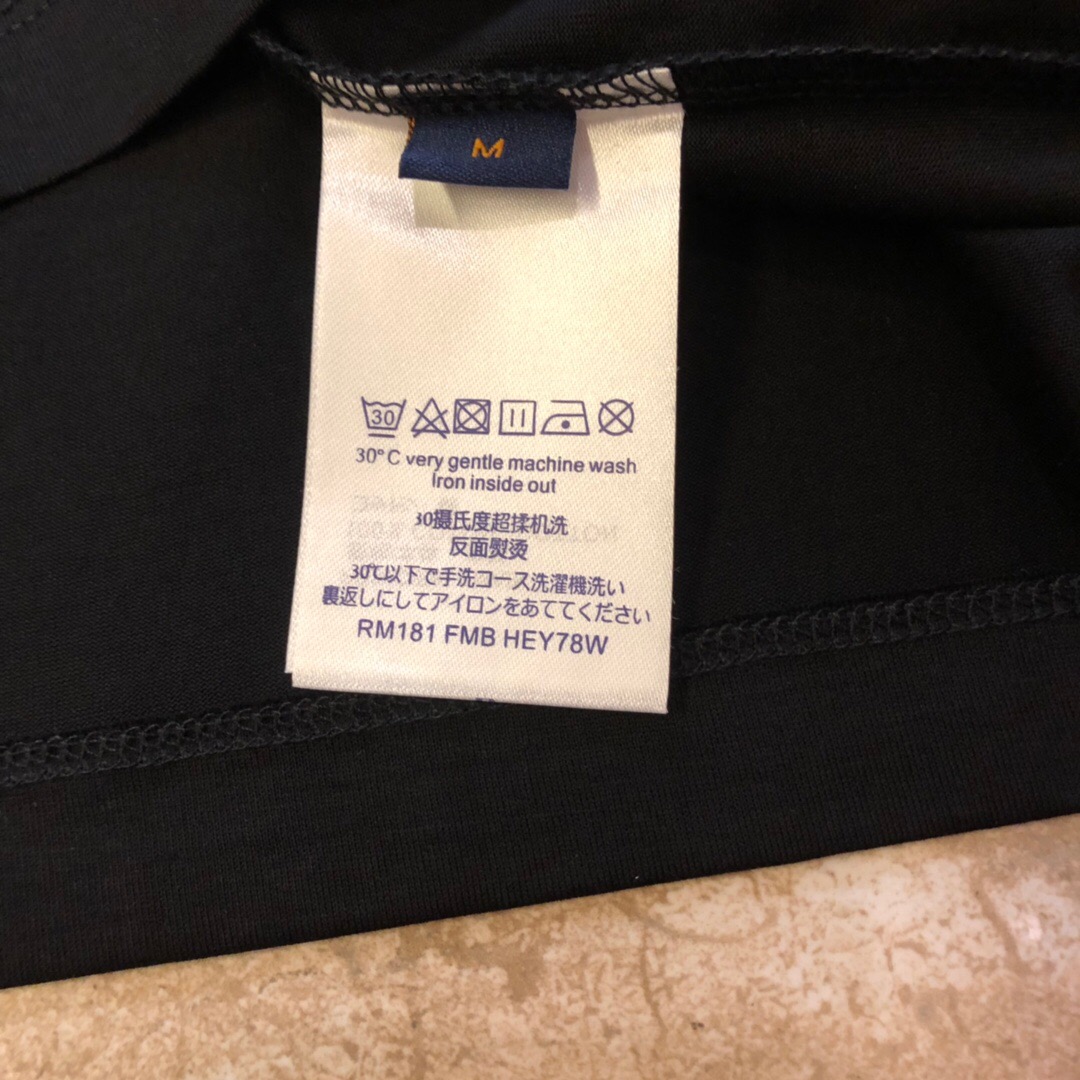 M
30
30°C very gentle machine wash
Iron inside out
30摄氏度超揉机洗
反面熨烫
30℃以下で手洗コース洗濯機洗い
裏返しにしてアイロンをあててください
RM181 FMB HEY78W